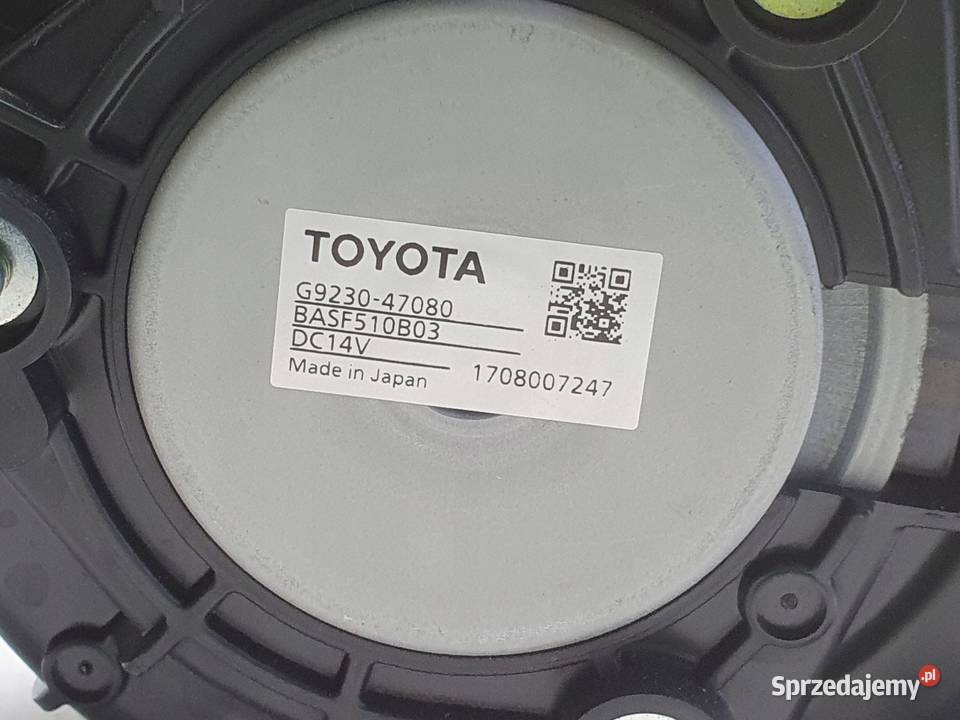 TOYOTA
G9230-47080
BASF510B03
DC14V
Made in Japan 1708007247
Sprzedajemy.pl